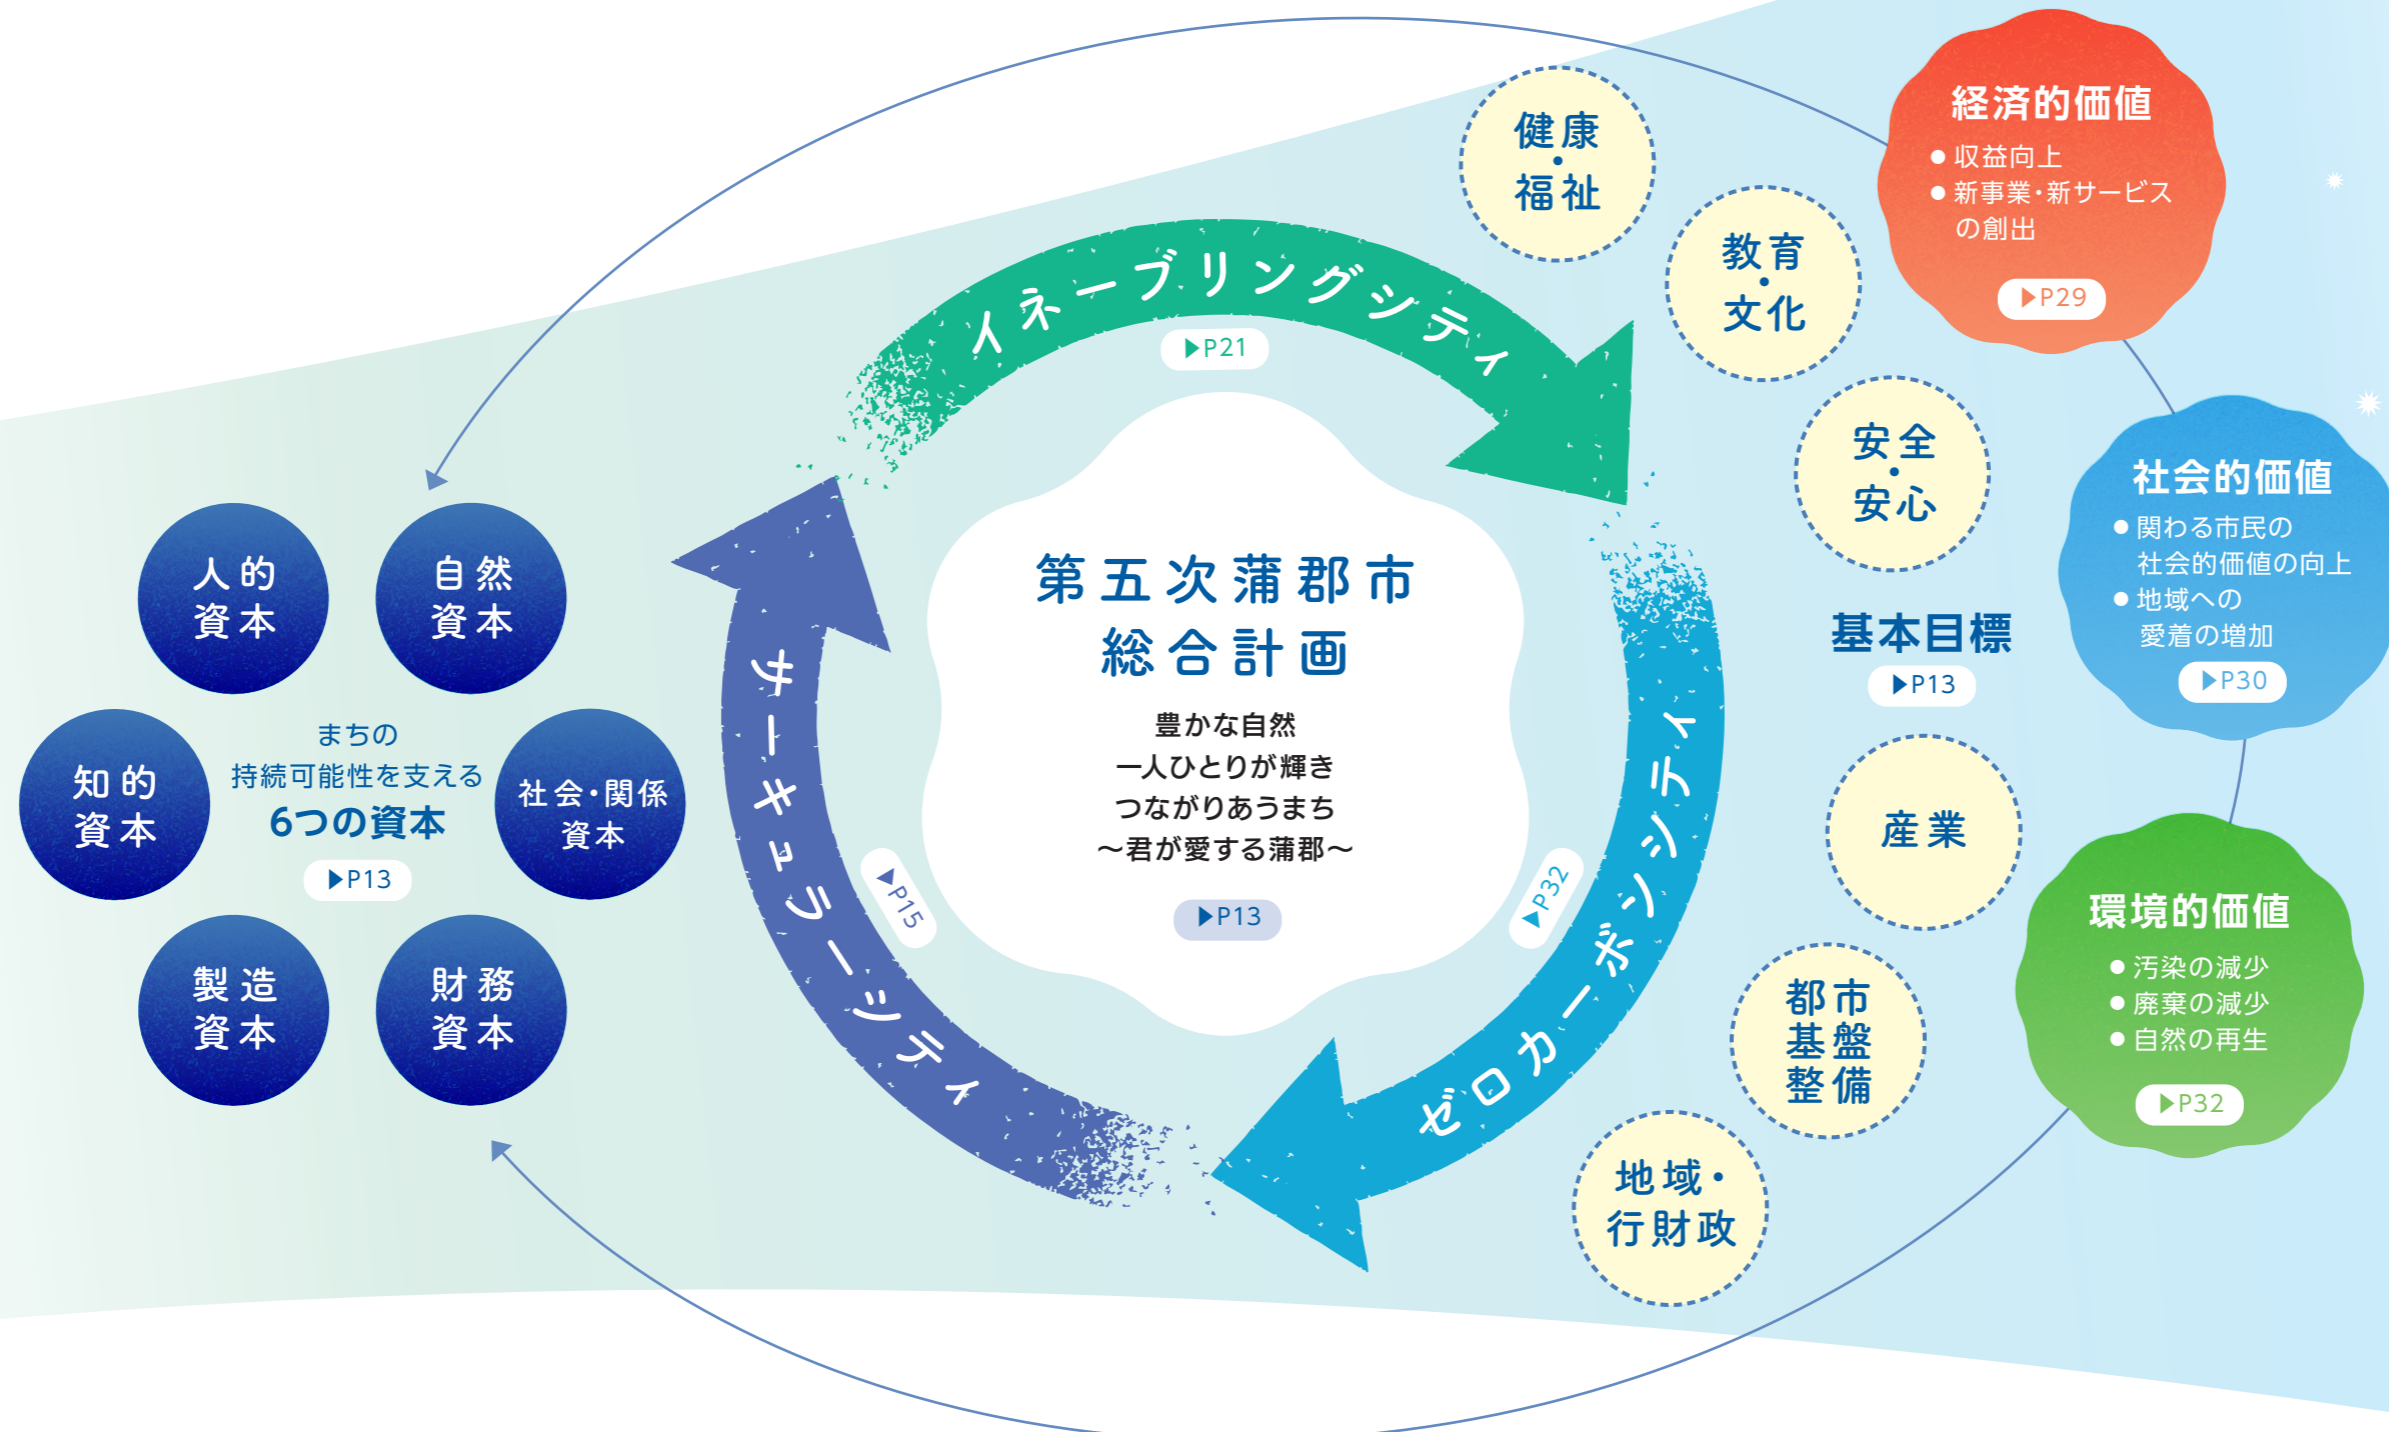 人的
資本
自然
資本
知的
資本
まちの
持続可能性を支える
6つの資本
▶P13
社会・関係
資本
製造
資本
財務
資本
イネーブリングシティ
▶P21
ゼロカーボンシティ
▶P32
サーキュラーシティ
▶P15
第五次蒲郡市
総合計画
豊かな自然
一人ひとりが輝き
つながりあうまち
〜君が愛する蒲郡〜
▶P13
健康
・
福祉
教育
・
文化
安全
・
安心
基本目標
▶P13
産業
都市
基盤
整備
地域・
行財政
経済的価値
● 収益向上
● 新事業・新サービス
の創出
▶P29
社会的価値
● 関わる市民の
社会的価値の向上
● 地域への
愛着の増加
▶P30
環境的価値
● 汚染の減少
● 廃棄の減少
● 自然の再生
▶P32